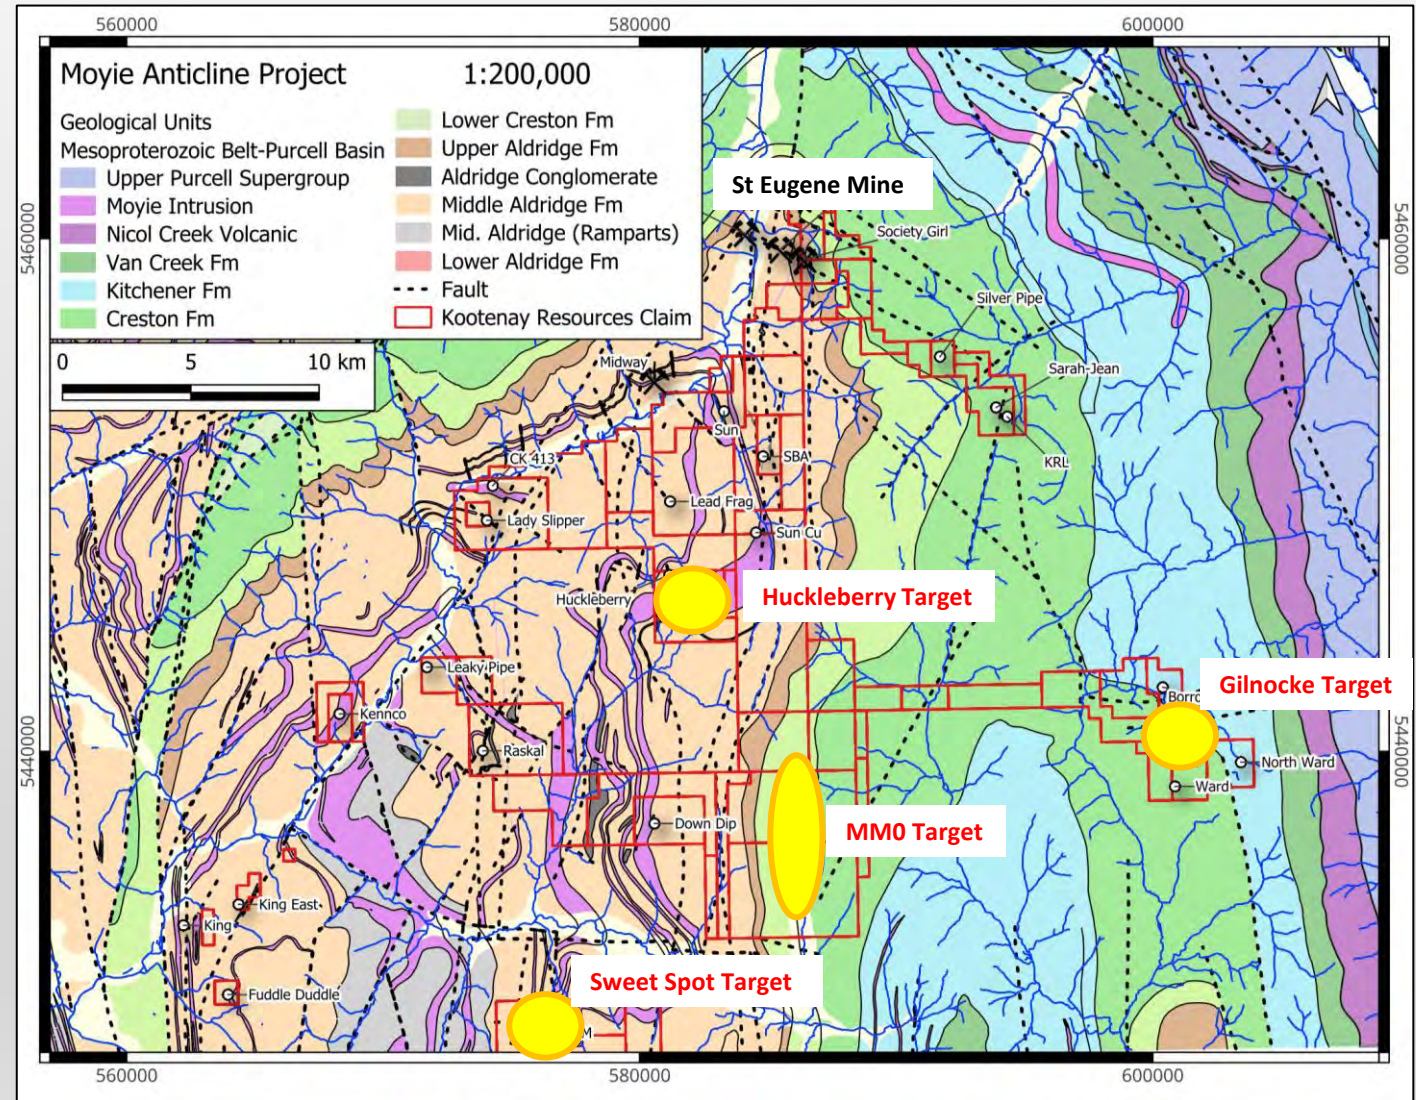 560000
580000
600000
Moyie Anticline Project
1:200,000
Geological Units
Mesoproterozoic Belt-Purcell Basin
Upper Purcell Supergroup
Moyie Intrusion
Nicol Creek Volcanic
Van Creek Fm
Kitchener Fm
Creston Fm
Lower Creston Fm
Upper Aldridge Fm
Aldridge Conglomerate
Middle Aldridge Fm
Mid. Aldridge (Ramparts)
Lower Aldridge Fm
Fault
Kootenay Resources Claim
0
5
10 km
5460000
5460000
St Eugene Mine
Society Girl
Silver Pipe
Midway
Sarah-Jean
Sun
CK 413
SBA
KRL
Lead Frag
Lady Slipper
Sun Cu
Huckleberry
Huckleberry Target
Leaky Pipe
Gilnocke Target
Kennco
Raskal
5440000
5440000
North Ward
Ward
Down Dip
MM0 Target
King East
King
Sweet Spot Target
Fuddle Duddle
M
560000
580000
600000